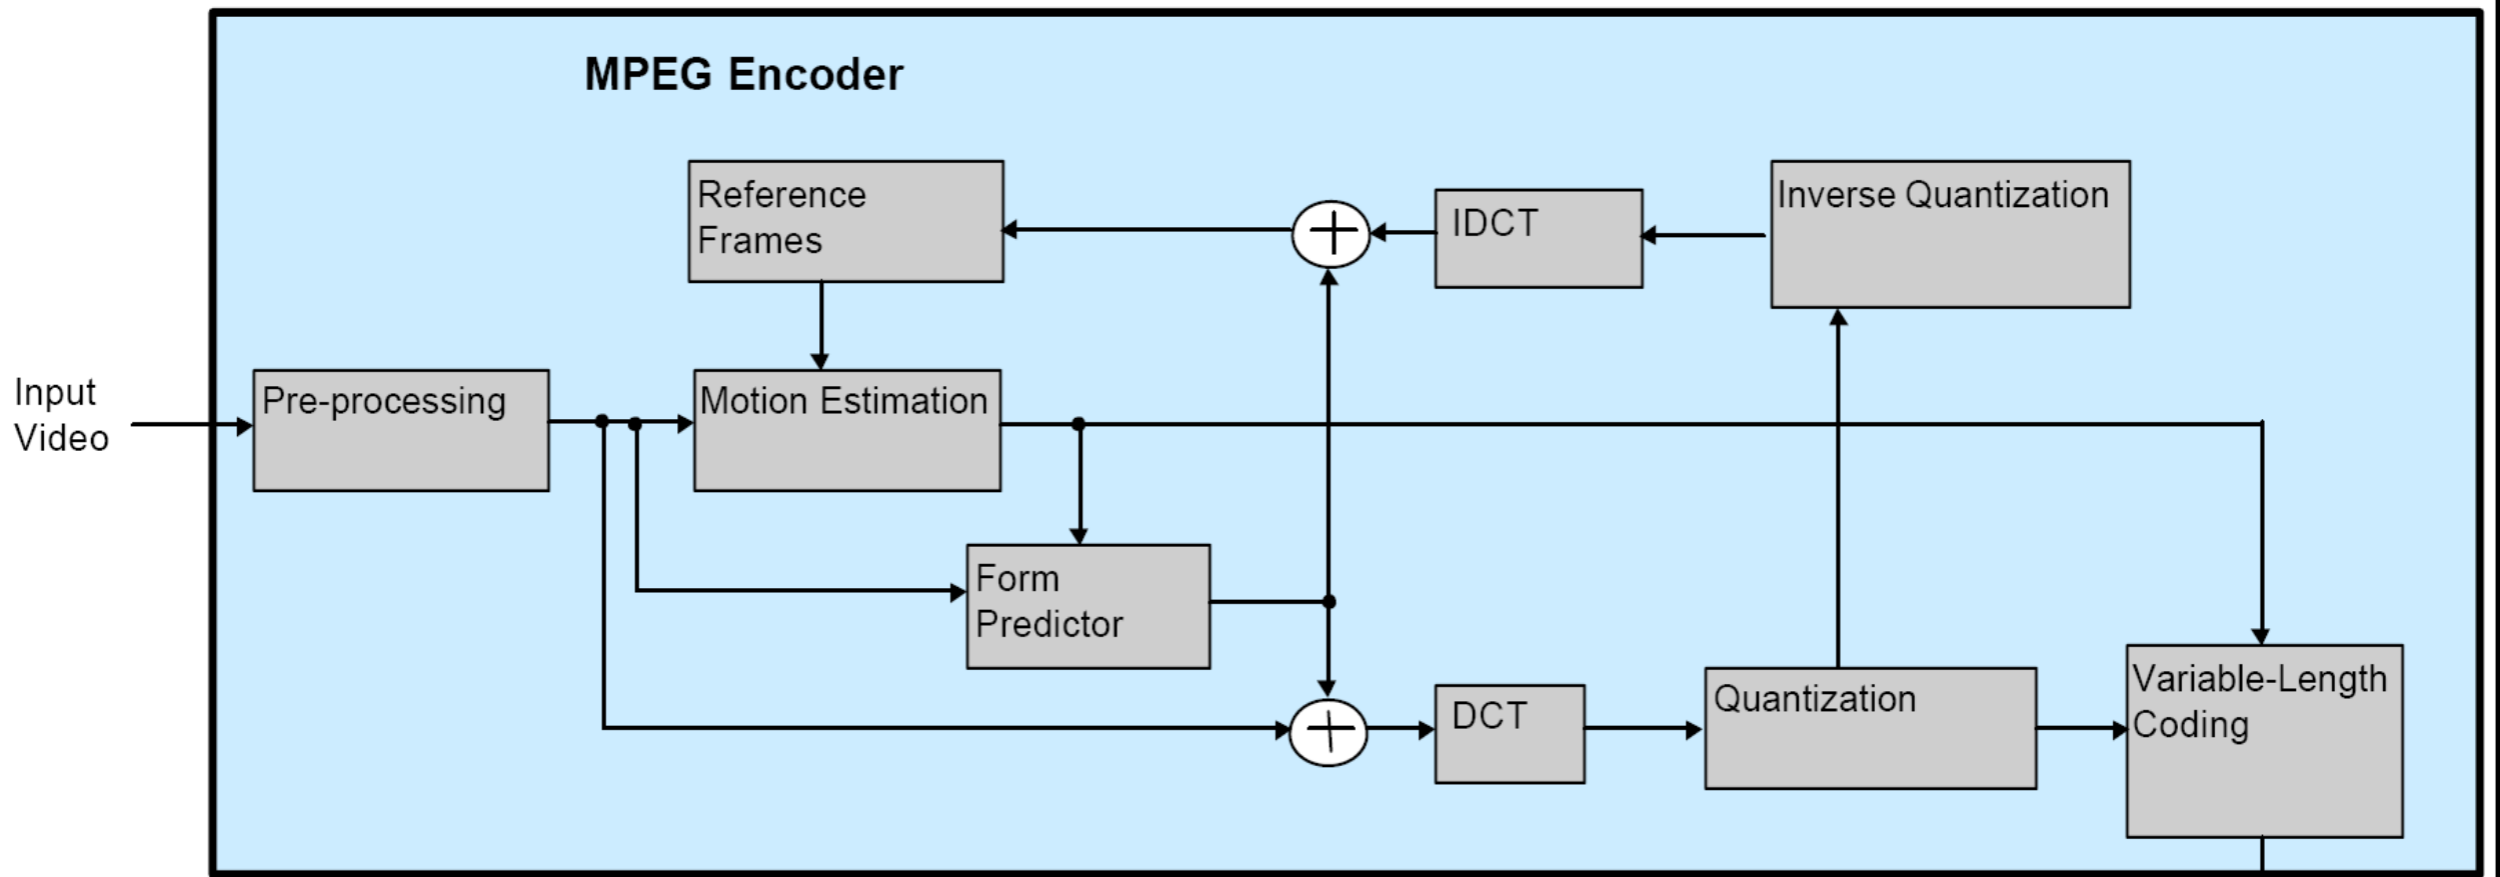 MPEG Encoder
Reference
Frames
IDCT
Inverse Quantization
Input
Video
Pre-processing
Motion Estimation
Form
Predictor
DCT
Quantization
Variable-Length
Coding